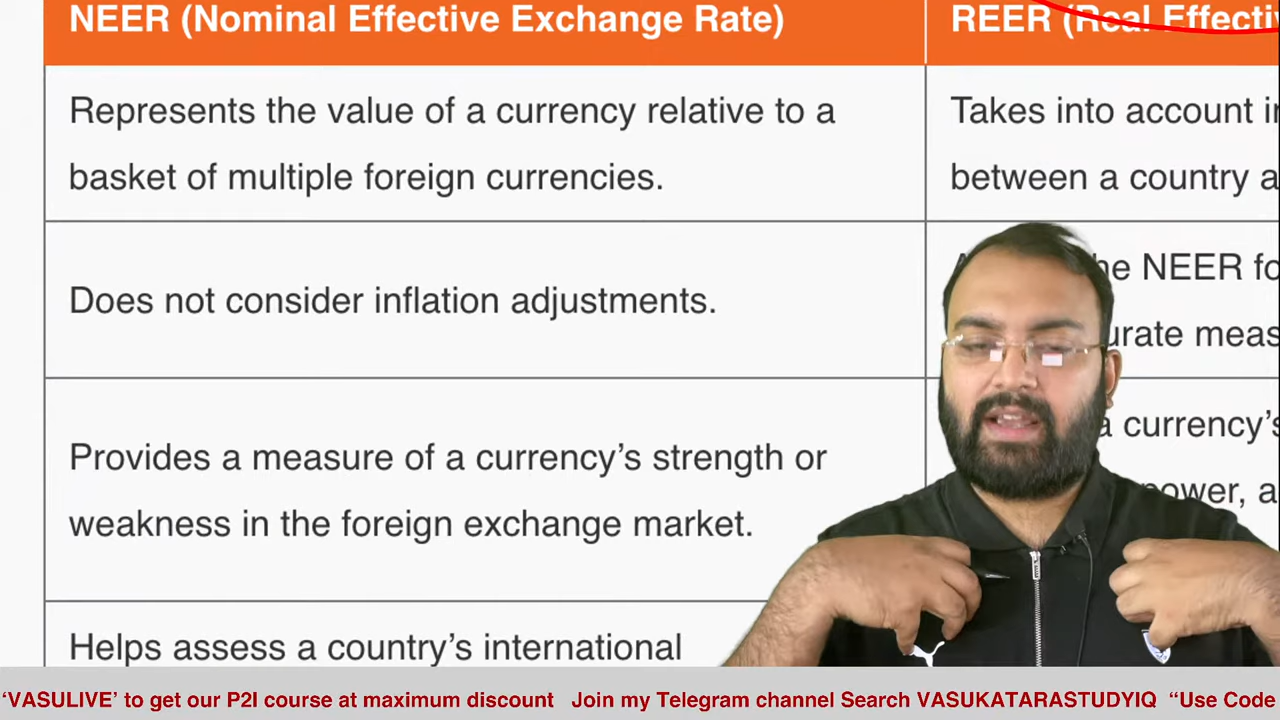 NEER (Nominal Effective Exchange Rate)
REER (Real Effecti
Represents the value of a currency relative to a
basket of multiple foreign currencies.
Takes into account
between a country a
Does not consider inflation adjustments.
he NEER fo
urate meas
Provides a measure of a currency’s strength or
weakness in the foreign exchange market.
a currency’s
power, a
Helps assess a country’s international
‘VASULIVE’ to get our P2I course at maximum discount Join my Telegram channel Search VASUKATARASTUDYIQ “Use Code